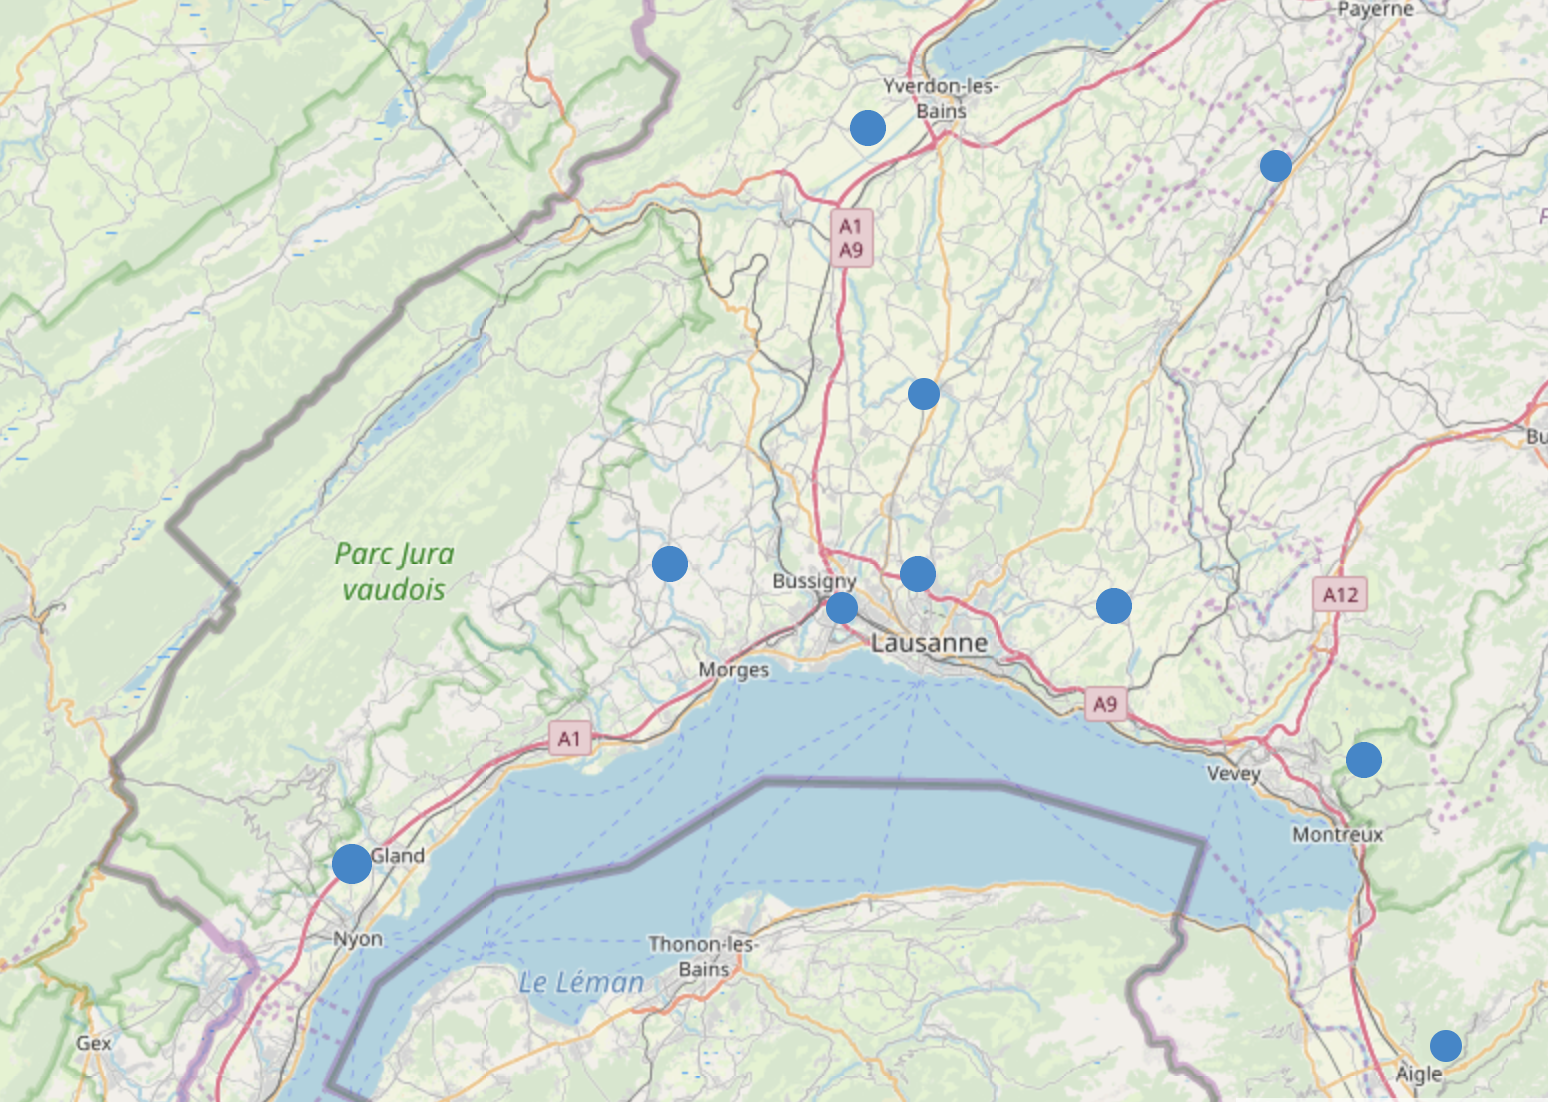 Payerne
Yverdon-les-
Bains
A1
A9
Bu
Parc Jura
vaudois
Bussigny
A12
Lausanne
Morges
A9
A1
Vevey
Montreux
Gland
Nyon
Thonon-les-
Bains
Le Léman
Gex
Aigle